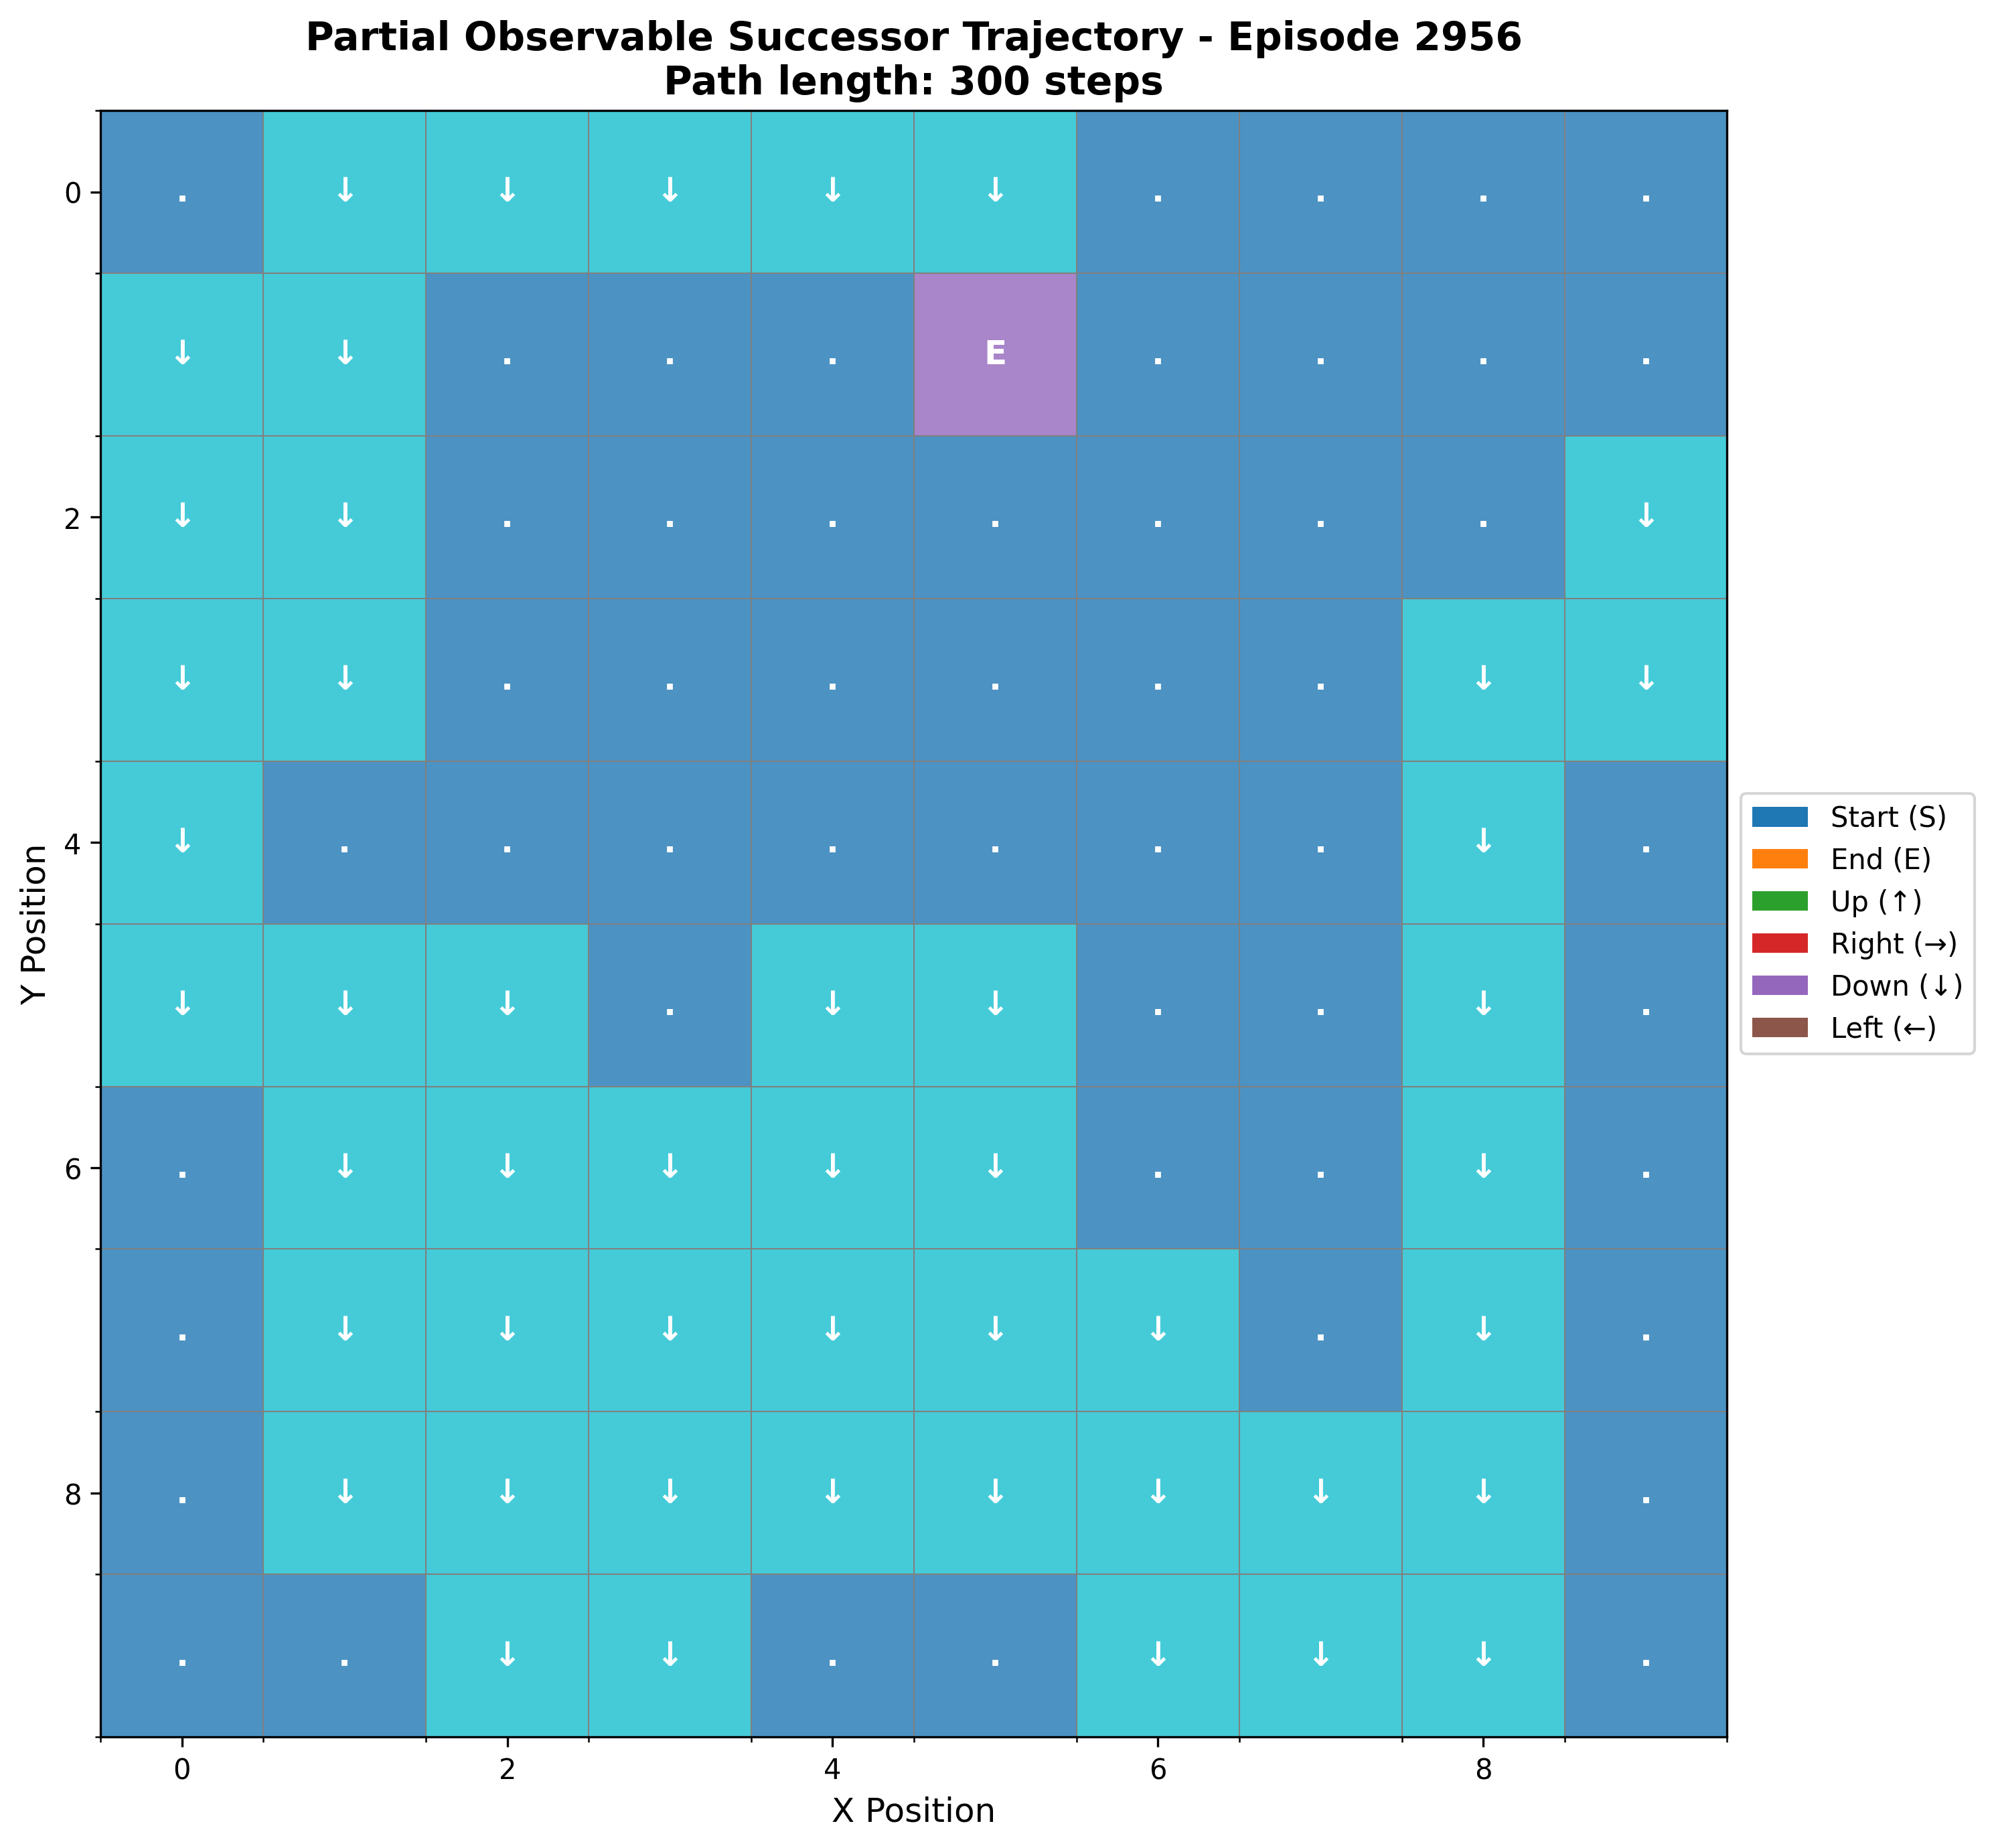 Partial Observable Successor Trajectory - Episode 2956
Path length: 300 steps
0 . ↓ ↓ ↓ ↓ ↓ . . . .
↓ ↓ . . . E . . . .
2 ↓ ↓ . . . . . . . ↓
↓ ↓ . . . . . . ↓ ↓
4 ↓ . . . . . . . ↓ .
↓ ↓ ↓ . ↓ ↓ . . ↓ .
6 . ↓ ↓ ↓ ↓ ↓ . . ↓ .
. ↓ ↓ ↓ ↓ ↓ ↓ . ↓ .
8 . ↓ ↓ ↓ ↓ ↓ ↓ ↓ ↓ .
. . ↓ ↓ . . ↓ ↓ ↓ .
0 2 4 6 8
X Position
Y Position
Start (S)
End (E)
Up (↑)
Right (→)
Down (↓)
Left (←)